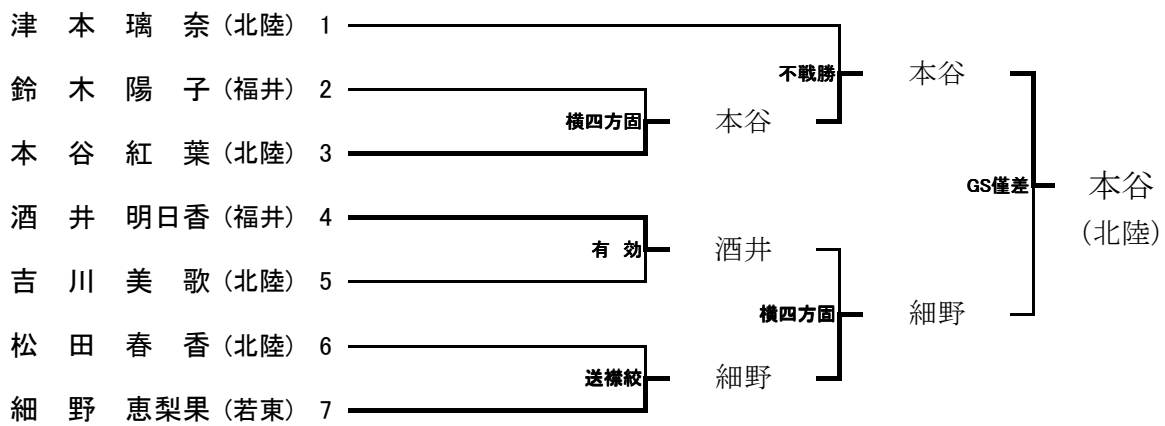 津本璃奈(北陸) 1
不戦勝 本谷
鈴木陽子(福井) 2
横四方固 本谷
本谷紅葉(北陸) 3
GS僅差 本谷
(北陸)
酒井明日香(福井) 4
有効 酒井
吉川美歌(北陸) 5
横四方固 細野
松田春香(北陸) 6
送襟絞 細野
細野恵梨果(若東) 7